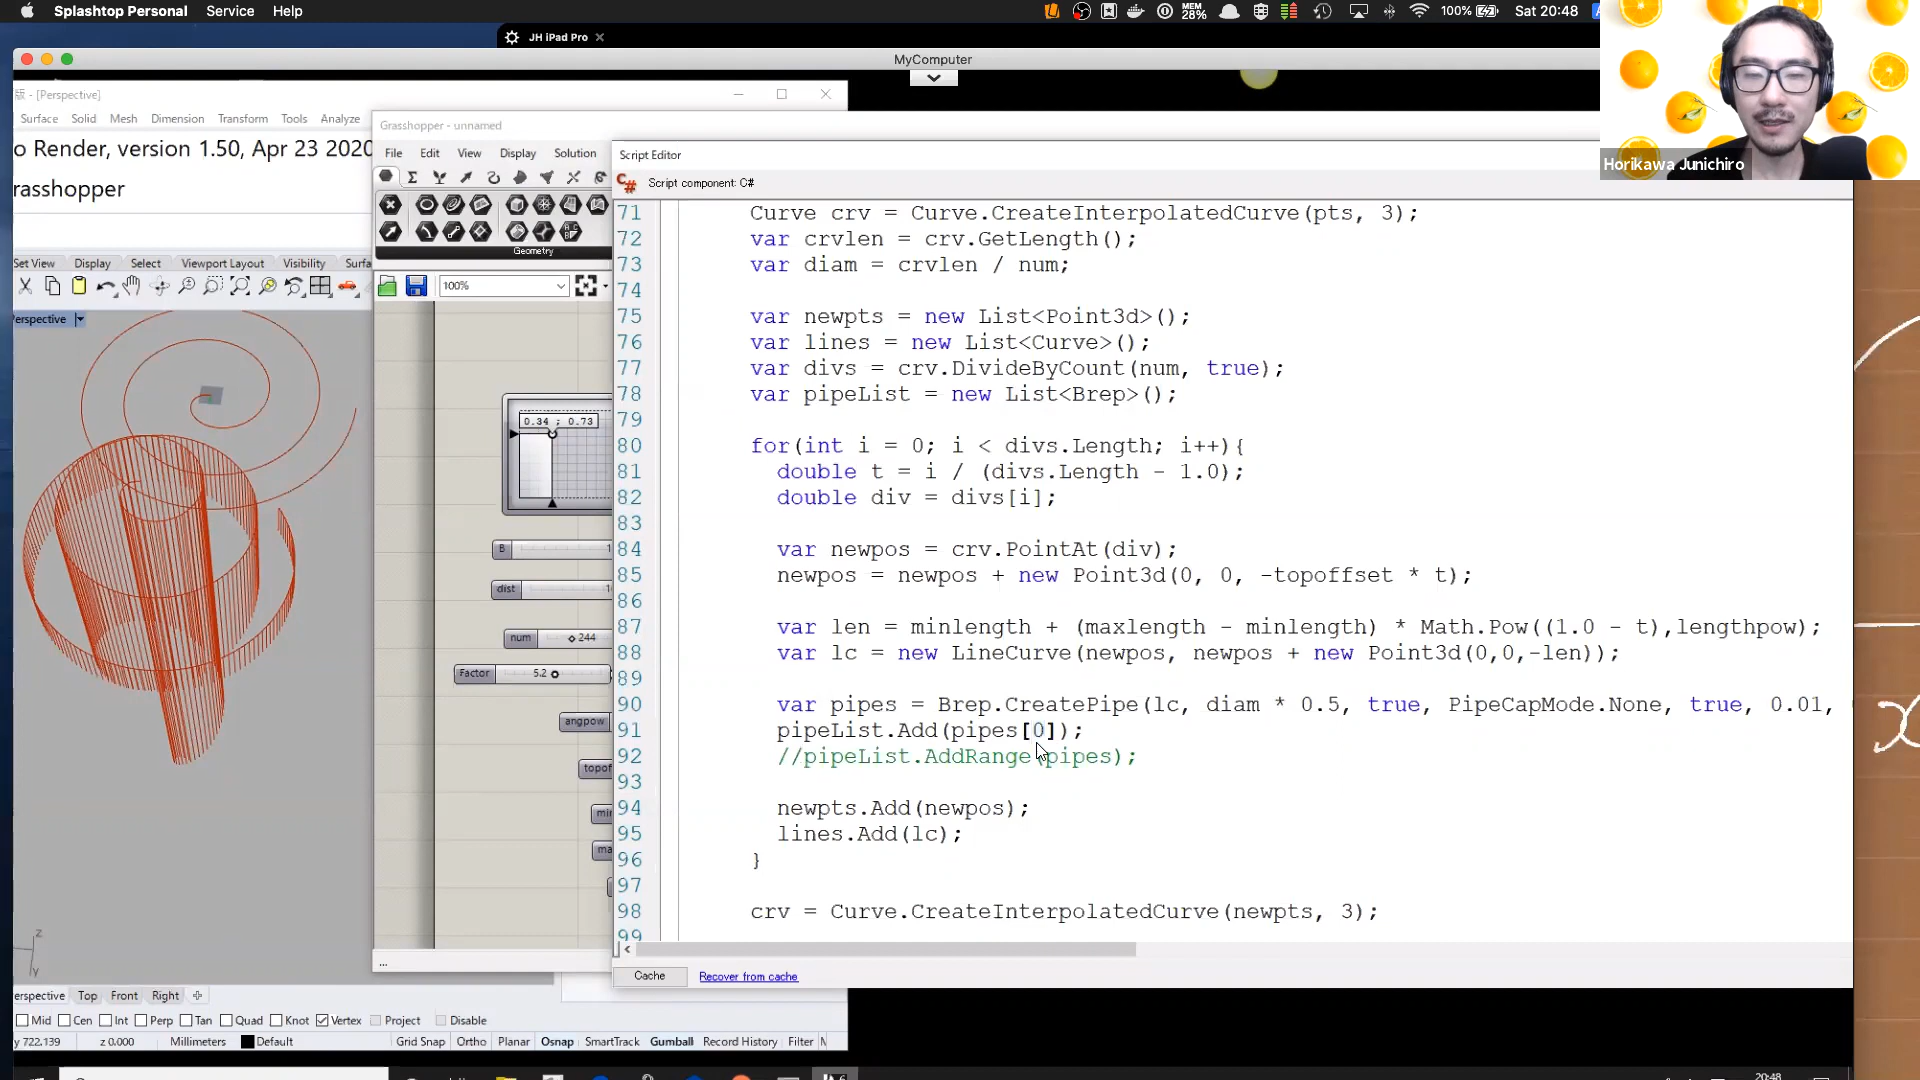 Splashtop Personal Service Help
MEM 28%
100%
Sat 20:48
JH iPad Pro
MyComputer
版 - [Perspective]
Surface Solid Mesh Dimension Transform Tools Analyze
o Render, version 1.50, Apr 23 2020
rasshopper
Set View Display Select Viewport Layout Visibility Surfa
erspective
Grasshopper - unnamed
File Edit View Display Solution
Geometry
100%
0.34 ; 0.73
B
dist
num 244
Factor 5.2
angpow
topof
min
ma
...
Script Editor
C# Script component: C#
71 Curve crv = Curve.CreateInterpolatedCurve(pts, 3);
72 var crvlen = crv.GetLength();
73 var diam = crvlen / num;
74
75 var newpts = new List<Point3d>();
76 var lines = new List<Curve>();
77 var divs = crv.DivideByCount(num, true);
78 var pipeList = new List<Brep>();
79
80 for(int i = 0; i < divs.Length; i++){
81 double t = i / (divs.Length - 1.0);
82 double div = divs[i];
83
84 var newpos = crv.PointAt(div);
85 newpos = newpos + new Point3d(0, 0, -topoffset * t);
86
87 var len = minlength + (maxlength - minlength) * Math.Pow((1.0 - t),lengthpow);
88 var lc = new LineCurve(newpos, newpos + new Point3d(0,0,-len));
89
90 var pipes = Brep.CreatePipe(lc, diam * 0.5, true, PipeCapMode.None, true, 0.01,
91 pipeList.Add(pipes[0]);
92 //pipeList.AddRange(pipes);
93
94 newpts.Add(newpos);
95 lines.Add(lc);
96 }
97
98 crv = Curve.CreateInterpolatedCurve(newpts, 3);
99
Cache Recover from cache
Horikawa Junichiro
z
y
x
erspective Top Front Right
Mid Cen Int Perp Tan Quad Knot Vertex Project Disable
y 722.139 z 0.000 Millimeters Default Grid Snap Ortho Planar Osnap SmartTrack Gumball Record History Filter M
20:48